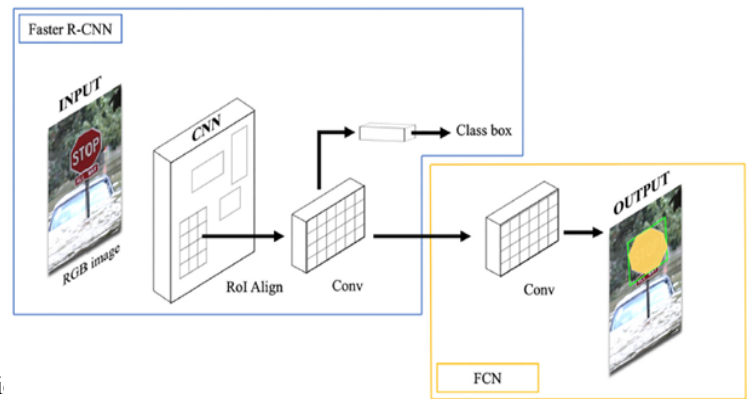 Faster R-CNN
INPUT
STOP
RGB image
CNN
RoI Align
Conv
Class box
Conv
OUTPUT
FCN